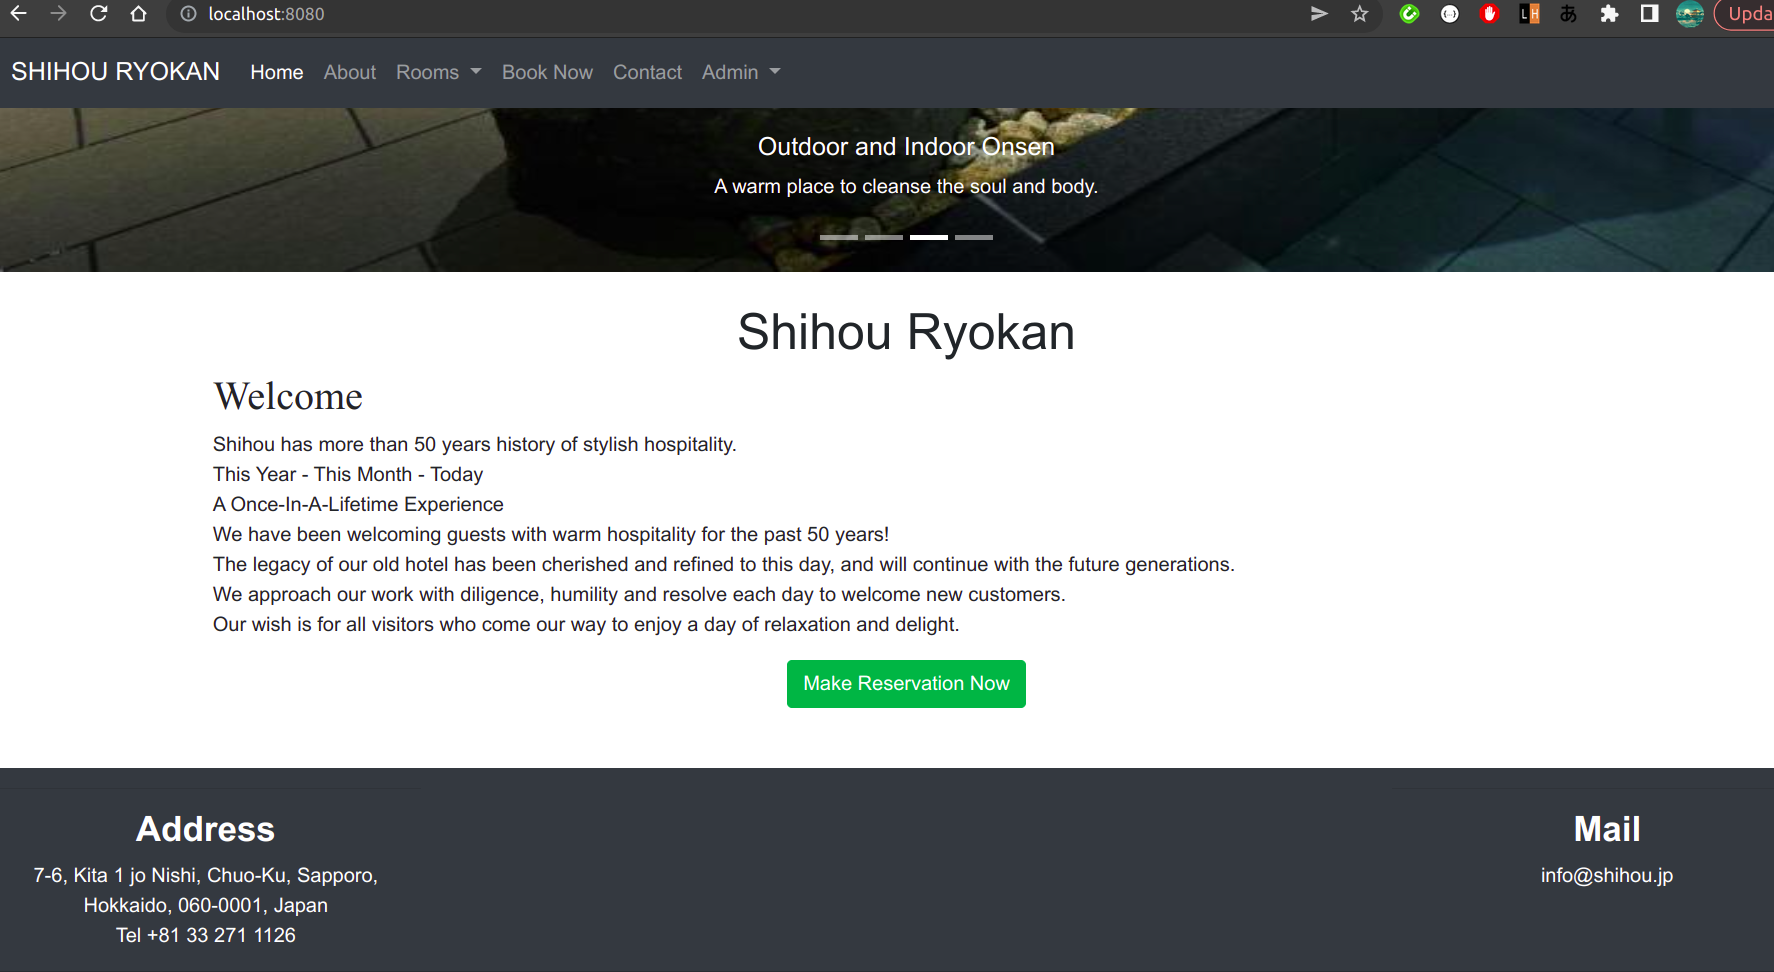 localhost:8080
Upda
SHIHOU RYOKAN Home About Rooms Book Now Contact Admin
Outdoor and Indoor Onsen
A warm place to cleanse the soul and body.
Shihou Ryokan
Welcome
Shihou has more than 50 years history of stylish hospitality.
This Year - This Month - Today
A Once-In-A-Lifetime Experience
We have been welcoming guests with warm hospitality for the past 50 years!
The legacy of our old hotel has been cherished and refined to this day, and will continue with the future generations.
We approach our work with diligence, humility and resolve each day to welcome new customers.
Our wish is for all visitors who come our way to enjoy a day of relaxation and delight.
Make Reservation Now
Address
7-6, Kita 1 jo Nishi, Chuo-Ku, Sapporo,
Hokkaido, 060-0001, Japan
Tel +81 33 271 1126
Mail
info@shihou.jp